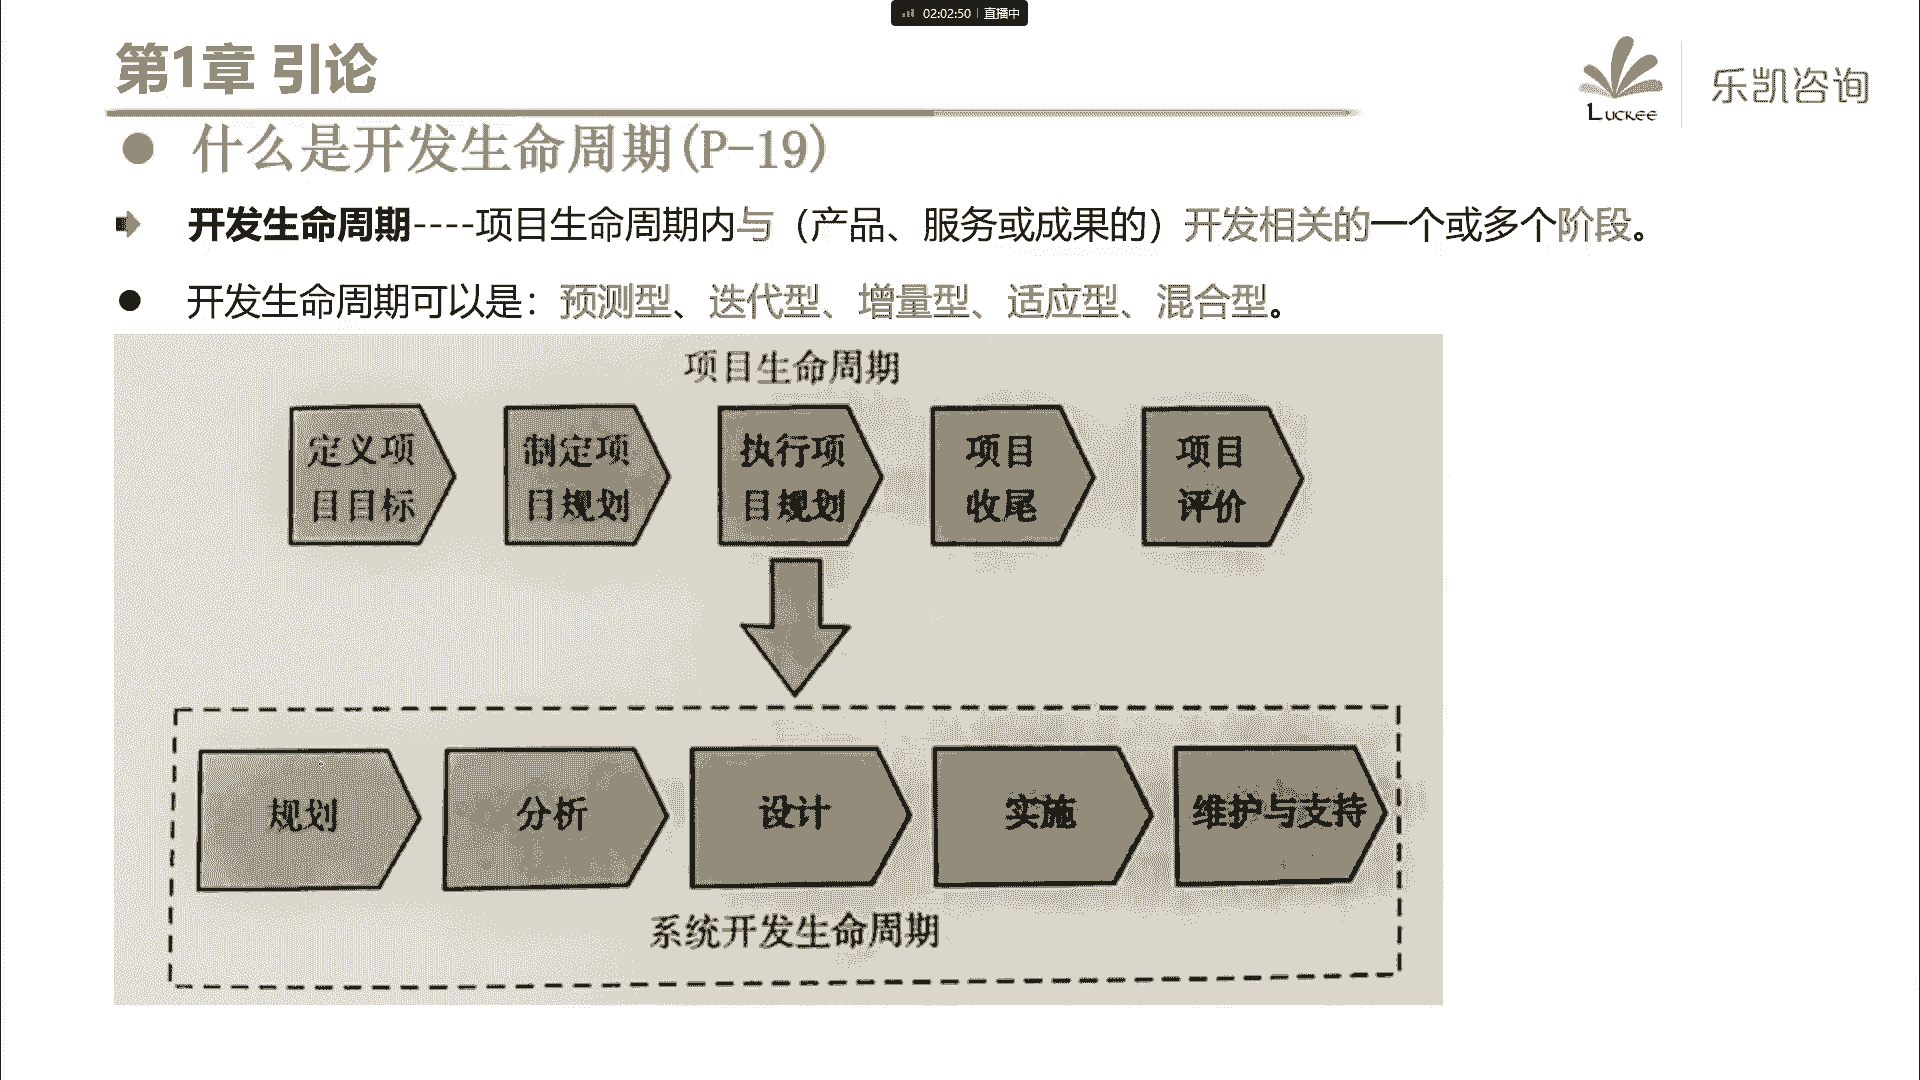 02:02:50 | 直播中
第1章 引论
Luckee
乐凯咨询
什么是开发生命周期(P-19)
开发生命周期----项目生命周期内与（产品、服务或成果的）开发相关的一个或多个阶段。
开发生命周期可以是：预测型、迭代型、增量型、适应型、混合型。
项目生命周期
定义项
目目标
制定项
目规划
执行项
目规划
项目
收尾
项目
评价
规划
分析
设计
实施
维护与支持
系统开发生命周期